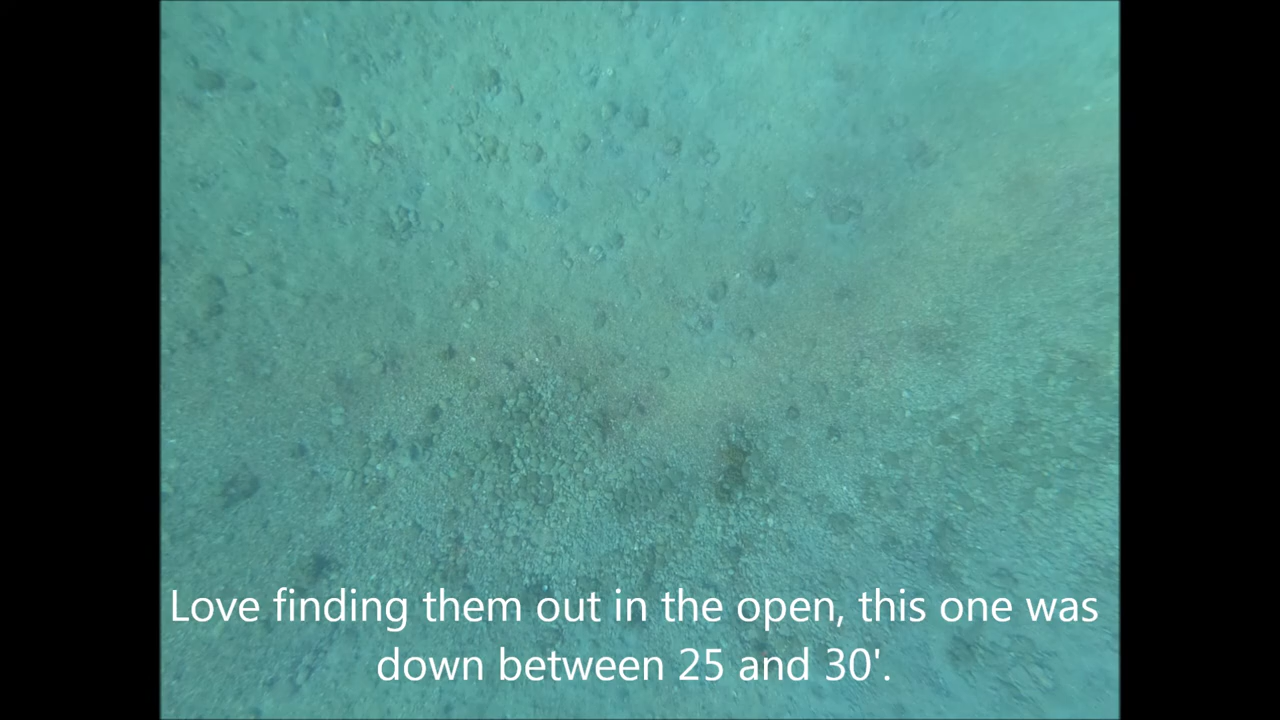 Love finding them out in the open, this one was
down between 25 and 30'.